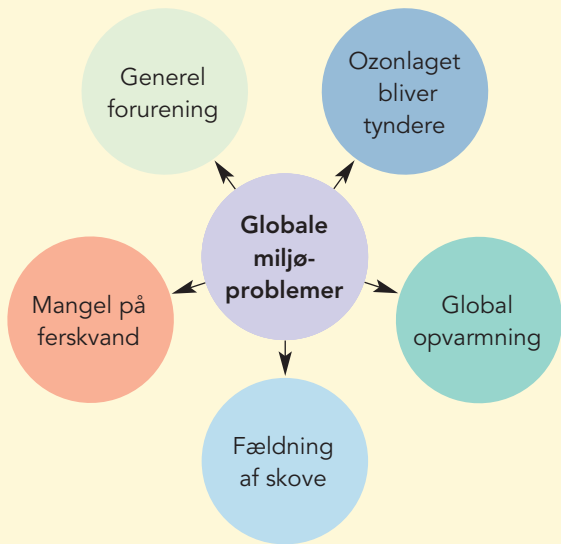 Generel
forurening
Ozonlaget
bliver
tyndere
Globale
miljø-
problemer
Mangel på
ferskvand
Global
opvarmning
Fældning
af skove